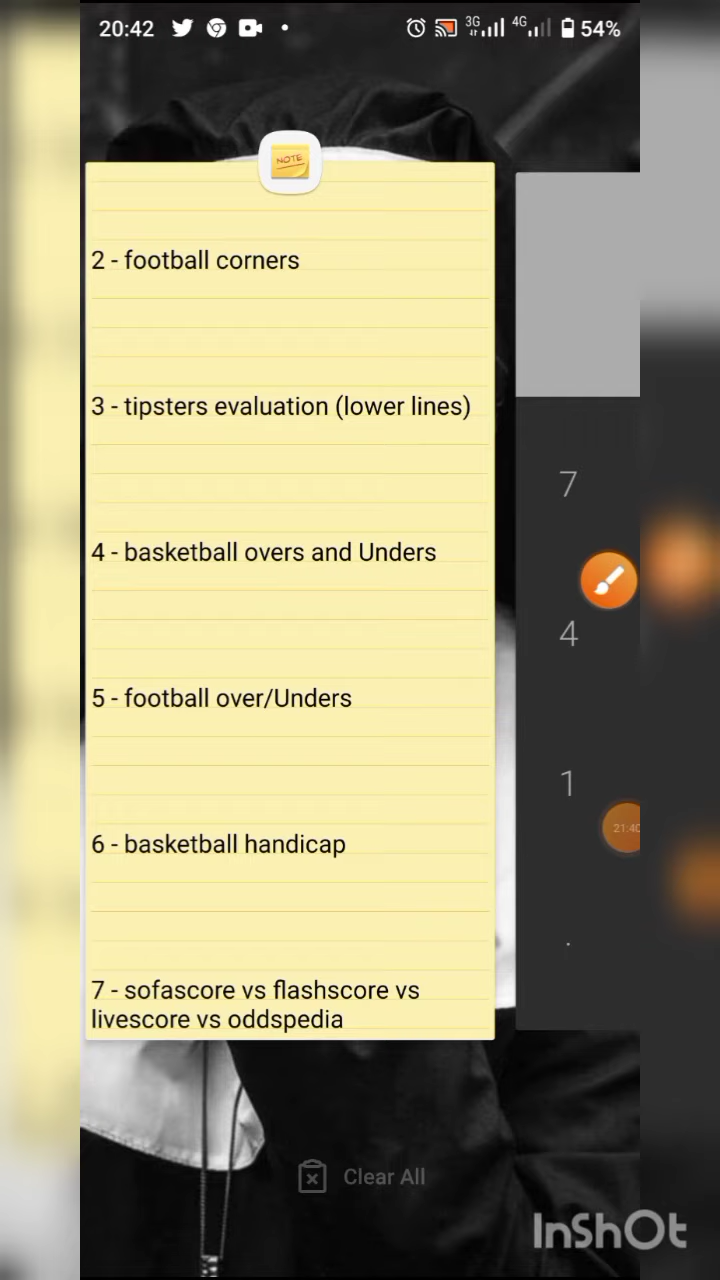 20:42
3G
4G
54%
NOTE
2 - football corners
3 - tipsters evaluation (lower lines)
4 - basketball overs and Unders
5 - football over/Unders
6 - basketball handicap
7 - sofascore vs flashscore vs
livescore vs oddspedia
7
4
1
.
21:40
Clear All
InShOt